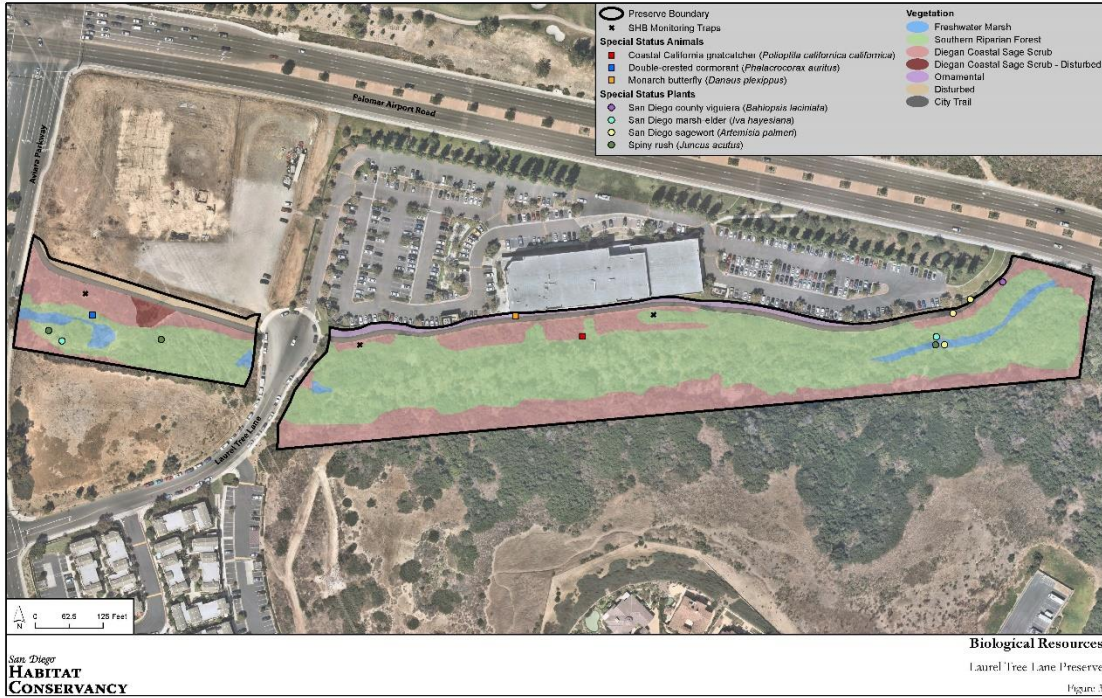 Preserve Boundary
SHB Monitoring Traps
Special Status Animals
Coastal California gnatcatcher (Polioptila californica californica)
Double-crested cormorant (Phalacrocorax auritus)
Monarch butterfly (Danaus plexippus)
Special Status Plants
San Diego county viguiera (Bahiopsis laciniata)
San Diego marsh-elder (Iva hayesiana)
San Diego sagewort (Artemisia palmeri)
Spiny rush (Juncus acutus)
Vegetation
Freshwater Marsh
Southern Riparian Forest
Diegan Coastal Sage Scrub
Diegan Coastal Sage Scrub - Disturbed
Ornamental
Disturbed
City Trail
Palomar Airport Road
Aviara Parkway
Laurel Tree Lane
N
0 62.5 125 Feet
San Diego
HABITAT
CONSERVANCY
Biological Resources
Laurel Tree Lane Preserve
Figure 3